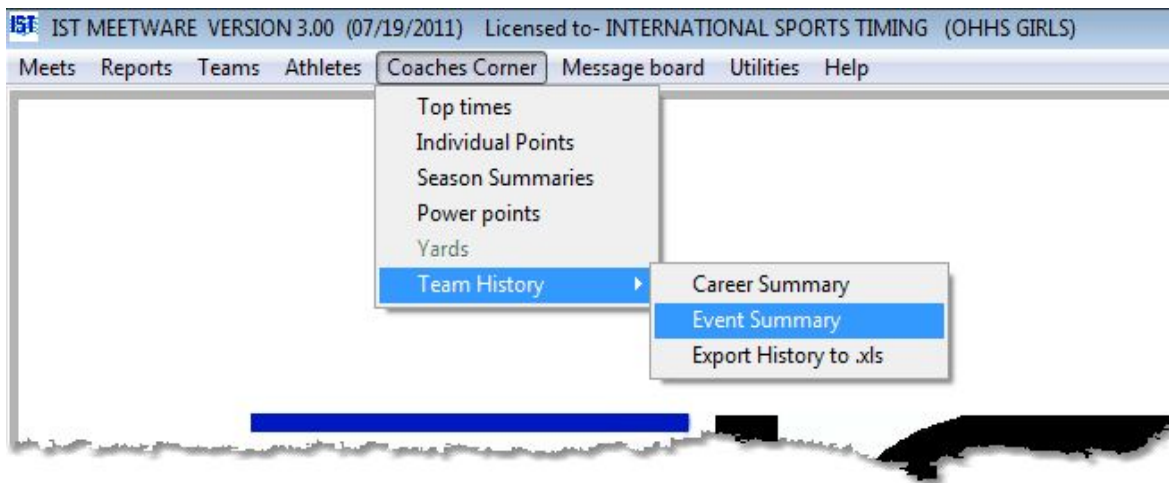 IST IST MEETWARE VERSION 3.00 (07/19/2011) Licensed to- INTERNATIONAL SPORTS TIMING (OHHS GIRLS)
Meets Reports Teams Athletes Coaches Corner Message board Utilities Help
Top times
Individual Points
Season Summaries
Power points
Yards
Team History
Career Summary
Event Summary
Export History to .xls